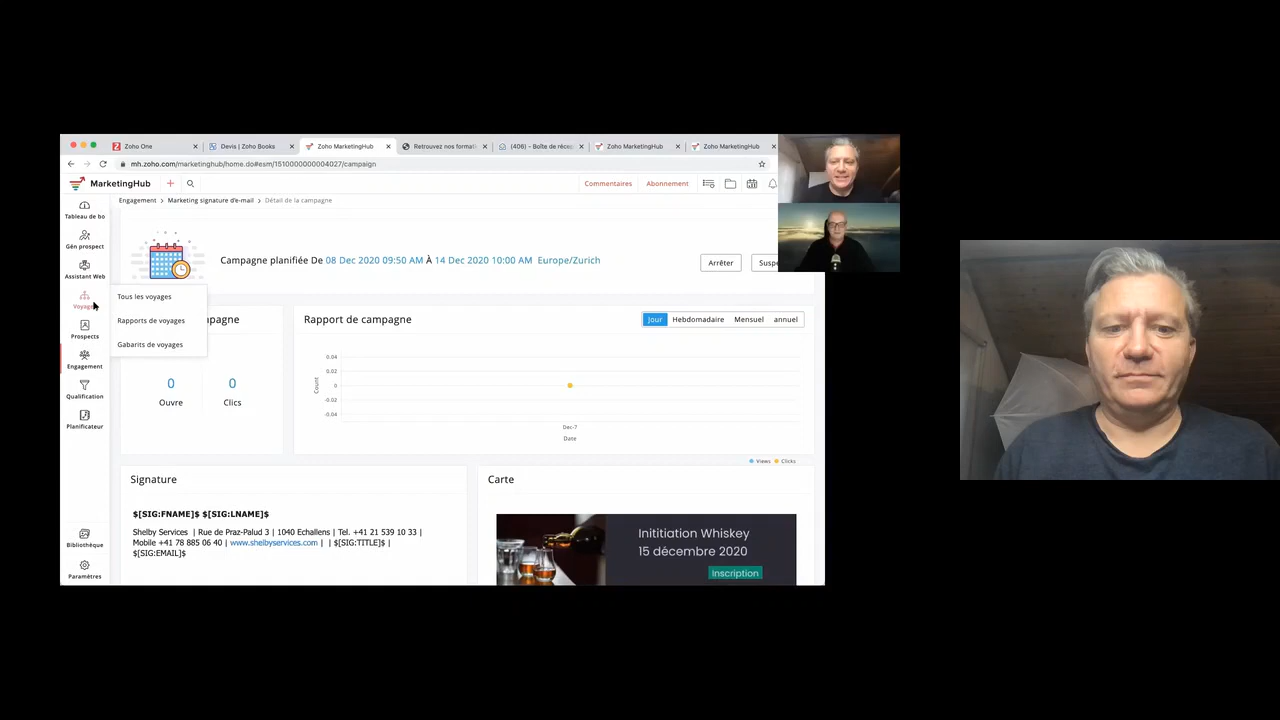 Zoho One
Devis | Zoho Books
Zoho MarketingHub
Retrouvez nos formati
(406) – Boîte de récep
Zoho MarketingHub
Zoho MarketingHub
mh.zoho.com/marketinghub/home.do#esm/1510000000004027/campaign
MarketingHub
Commentaires
Abonnement
Engagement > Marketing signature d'e-mail > Détail de la campagne
Tableau de bo
Gén prospect
Assistant Web
Prospects
Engagement
Qualification
Planificateur
Bibliothèque
Paramètres
Tous les voyages
Rapports de voyages
Gabarits de voyages
Campagne planifiée De 08 Dec 2020 09:50 AM À 14 Dec 2020 10:00 AM Europe/Zurich
Arrêter
Suspe
mpagne
0
Ouvre
0
Clics
Rapport de campagne
Jour
Hebdomadaire
Mensuel
annuel
0.04
0.02
0
-0.02
-0.04
Count
Dec-7
Date
Views
Clicks
Signature
$[SIG:FNAME]$ $[SIG:LNAME]$
Shelby Services | Rue de Praz-Palud 3 | 1040 Echallens | Tel. +41 21 539 10 33 |
Mobile +41 78 885 06 40 | www.shelbyservices.com | | $[SIG:TITLE]$ |
$[SIG:EMAIL]$
Carte
Inititiation Whiskey
15 décembre 2020
Inscription